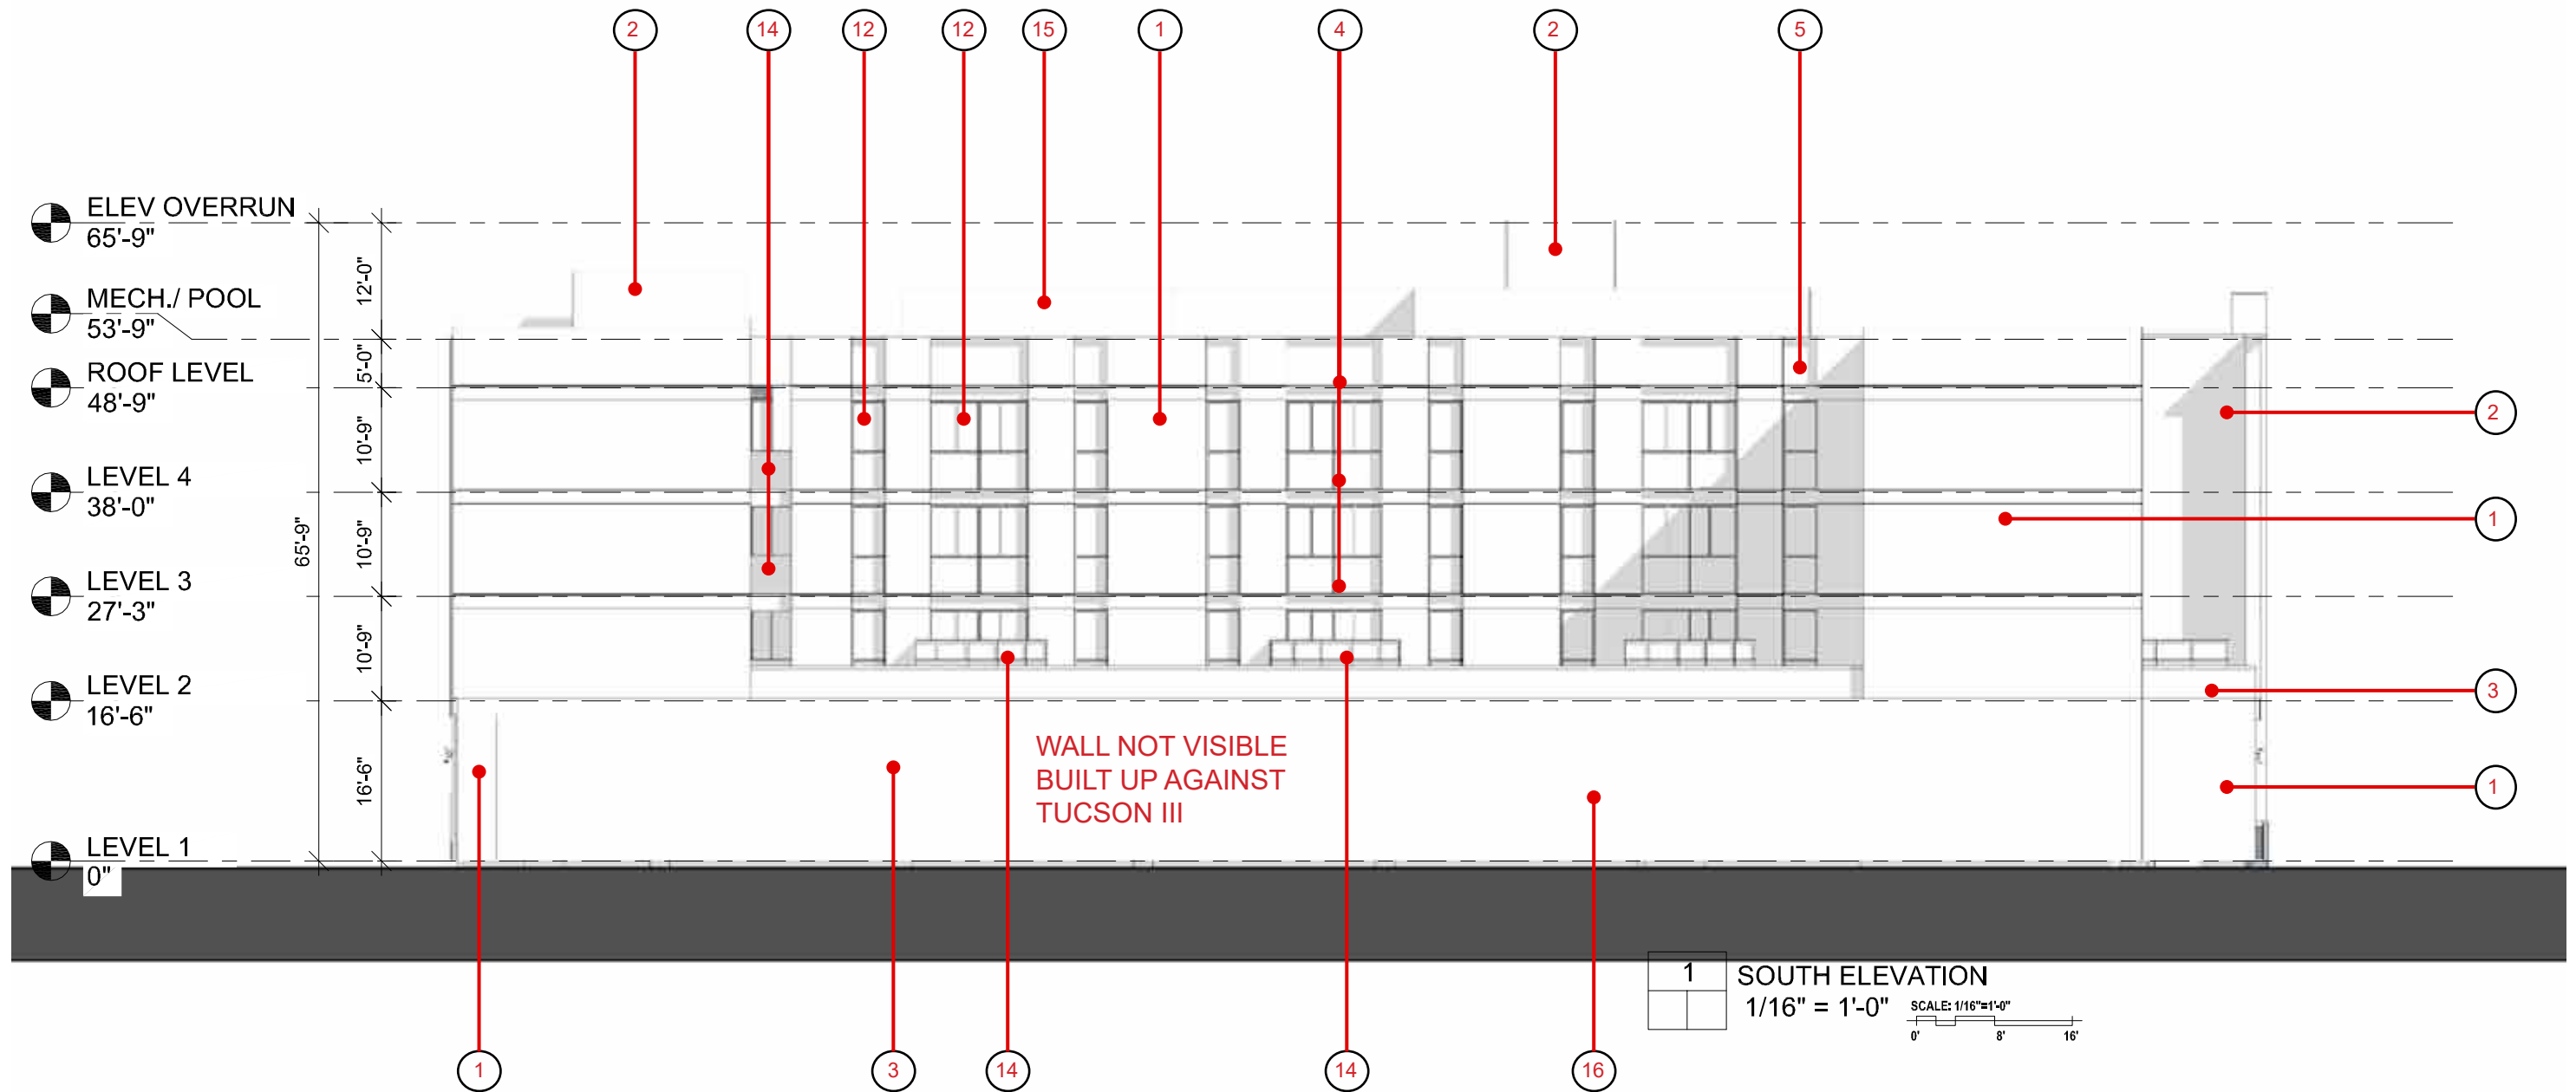 2 14 12 12 15 1 4 2 5
ELEV OVERRUN
65'-9"
MECH./ POOL
53'-9"
ROOF LEVEL
48'-9"
LEVEL 4
38'-0"
LEVEL 3
27'-3"
LEVEL 2
16'-6"
LEVEL 1
0"
65'-9"
12'-0"
5'-0"
10'-9"
10'-9"
10'-9"
16'-6"
2
1
3
1
WALL NOT VISIBLE
BUILT UP AGAINST
TUCSON III
1 SOUTH ELEVATION
1/16" = 1'-0"
SCALE: 1/16"=1'-0"
0' 8' 16'
1 3 14 14 16